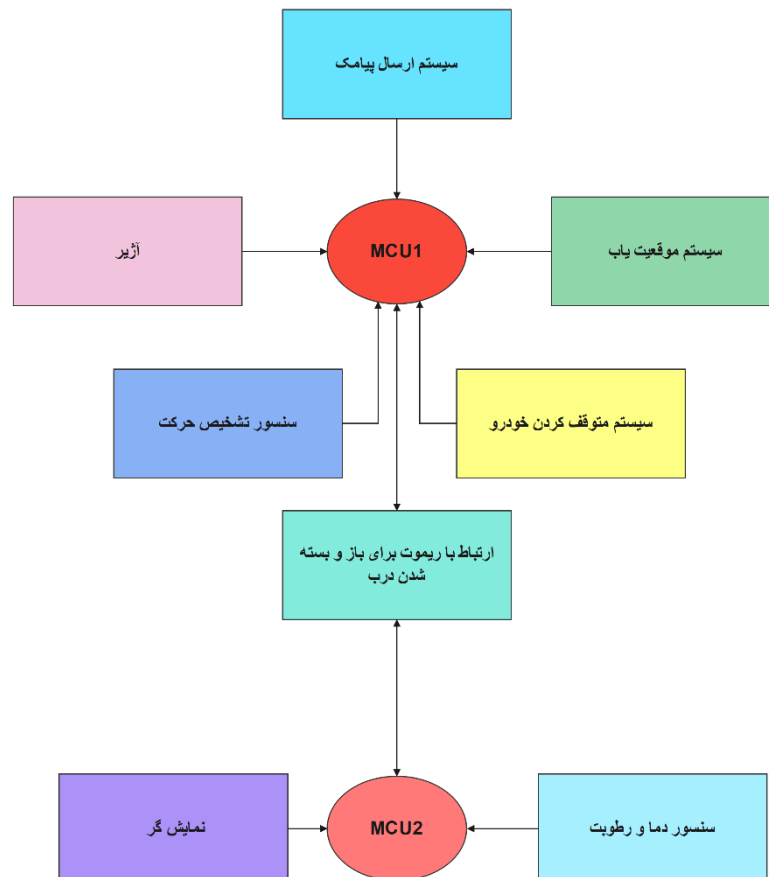 سیستم ارسال پیامک
آژیر
MCU1
سیستم موقعیت یاب
سنسور تشخیص حرکت
سیستم متوقف کردن خودرو
ارتباط با ریموت برای باز و بسته
شدن درب
نمایش گر
MCU2
سنسور دما و رطوبت